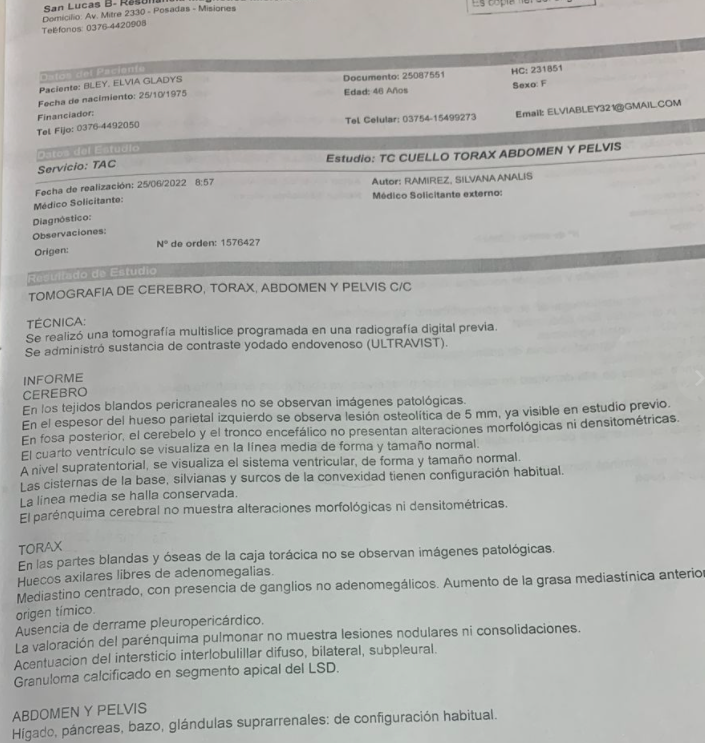 San Lucas B- Resonancia
Domicilio: Av. Mitre 2330 - Posadas - Misiones
Teléfonos: 0376-4420908
Es copia fiel
Datos del Paciente
Paciente: BLEY, ELVIA GLADYS
Documento: 25087551
HC: 231851
Fecha de nacimiento: 25/10/1975
Edad: 46 Años
Sexo: F
Financiador:
Tel Fijo: 0376-4492050
Tel. Celular: 03754-15499273
Email: ELVIABLEY321@GMAIL.COM
Datos del Estudio
Servicio: TAC
Estudio: TC CUELLO TORAX ABDOMEN Y PELVIS
Fecha de realización: 25/06/2022 8:57
Autor: RAMIREZ, SILVANA ANALIS
Médico Solicitante:
Médico Solicitante externo:
Diagnóstico:
Observaciones:
Origen:
Nº de orden: 1576427
Resultado de Estudio
TOMOGRAFIA DE CEREBRO, TORAX, ABDOMEN Y PELVIS C/C
TÉCNICA:
Se realizó una tomografía multislice programada en una radiografía digital previa.
Se administró sustancia de contraste yodado endovenoso (ULTRAVIST).
INFORME
CEREBRO
En los tejidos blandos pericraneales no se observan imágenes patológicas.
En el espesor del hueso parietal izquierdo se observa lesión osteolítica de 5 mm, ya visible en estudio previo.
En fosa posterior, el cerebelo y el tronco encefálico no presentan alteraciones morfológicas ni densitométricas.
El cuarto ventrículo se visualiza en la línea media de forma y tamaño normal.
A nivel supratentorial, se visualiza el sistema ventricular, de forma y tamaño normal.
Las cisternas de la base, silvianas y surcos de la convexidad tienen configuración habitual.
La línea media se halla conservada.
El parénquima cerebral no muestra alteraciones morfológicas ni densitométricas.
TORAX
En las partes blandas y óseas de la caja torácica no se observan imágenes patológicas.
Huecos axilares libres de adenomegalias.
Mediastino centrado, con presencia de ganglios no adenomegálicos. Aumento de la grasa mediastínica anterior
origen tímico.
Ausencia de derrame pleuropericárdico.
La valoración del parénquima pulmonar no muestra lesiones nodulares ni consolidaciones.
Acentuacion del intersticio interlobulillar difuso, bilateral, subpleural.
Granuloma calcificado en segmento apical del LSD.
ABDOMEN Y PELVIS
Hígado, páncreas, bazo, glándulas suprarrenales: de configuración habitual.